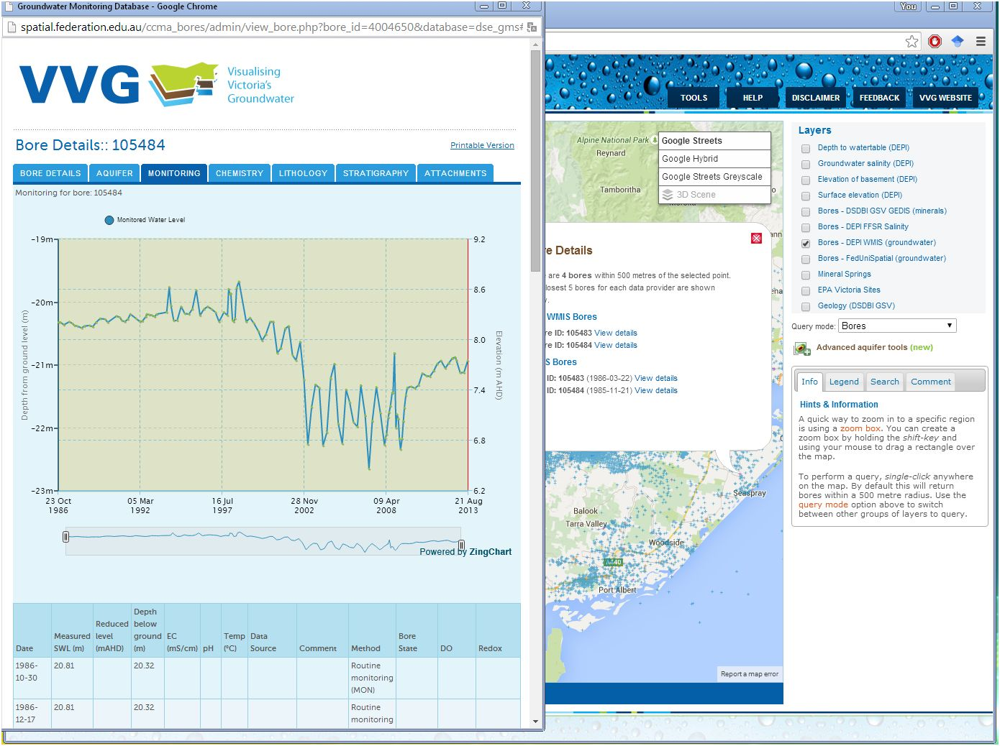 Groundwater Monitoring Database - Google Chrome
You
spatial.federation.edu.au/ccma_bores/admin/view_bore.php?bore_id=4004650&database=dse_gms#
VVG
Visualising
Victoria's
Groundwater
Bore Details:: 105484
Printable Version
BORE DETAILS AQUIFER MONITORING CHEMISTRY LITHOLOGY STRATIGRAPHY ATTACHMENTS
Monitoring for bore: 105484
Monitored Water Level
Depth from ground level (m)
-19m
-20m
-21m
-22m
-23m
9.2
8.6
8.0
7.4
6.8
6.2
Elevation (m AHD)
23 Oct 05 Mar 16 Jul 28 Nov 09 Apr 21 Aug
1986 1992 1997 2002 2008 2013
Powered by ZingChart
Date Measured SWL (m) Reduced level (mAHD) Depth below ground (m) EC (mS/cm) pH Temp (°C) Data Source Comment Method Bore State DO Redox
1986-10-30 20.81 20.32 Routine monitoring (MON)
1986-12-17 20.81 20.32 Routine monitoring
TOOLS HELP DISCLAIMER FEEDBACK VVG WEBSITE
Alpine National Park
Reynard
Tamboritha
Google Streets
Google Hybrid
Google Streets Greyscale
3D Scene
re Details
are 4 bores within 500 metres of the selected point.
closest 5 bores for each data provider are shown
WMIS Bores
re ID: 105483 View details
re ID: 105484 View details
S Bores
ID: 105483 (1986-03-22) View details
ID: 105484 (1985-11-21) View details
Seaspray
Balook
Tarra Valley
Woodside
A440
Port Albert
Report a map error
Layers
Depth to watertable (DEPI)
Groundwater salinity (DEPI)
Elevation of basement (DEPI)
Surface elevation (DEPI)
Bores - DSDBI GSV GEDIS (minerals)
Bores - DEPI FFSR Salinity
Bores - DEPI WMIS (groundwater)
Bores - FedUniSpatial (groundwater)
Mineral Springs
EPA Victoria Sites
Geology (DSDBI GSV)
Query mode: Bores
Advanced aquifer tools (new)
Info Legend Search Comment
Hints & Information
A quick way to zoom in to a specific region
is using a zoom box. You can create a
zoom box by holding the shift-key and
using your mouse to drag a rectangle over
the map.
To perform a query, single-click anywhere
on the map. By default this will return
bores within a 500 metre radius. Use the
query mode option above to switch
between other groups of layers to query.